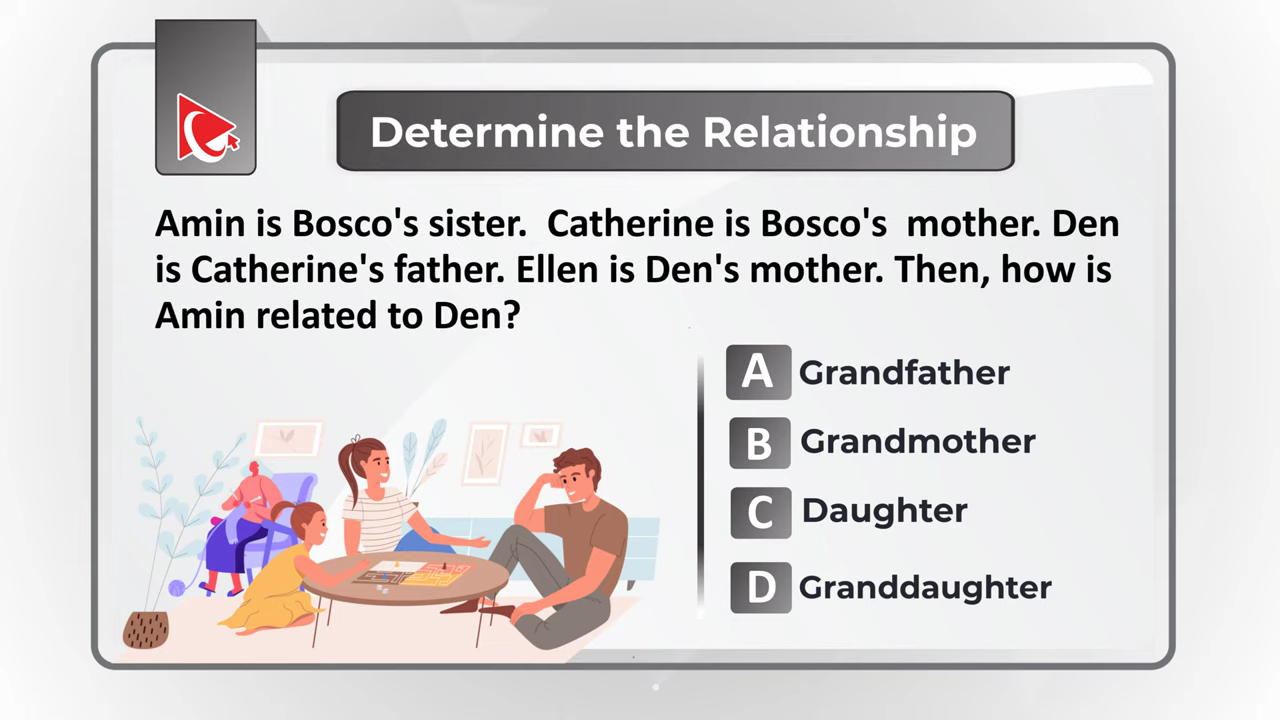 Determine the Relationship
Amin is Bosco's sister.  Catherine is Bosco's  mother. Den
is Catherine's father. Ellen is Den's mother. Then, how is
Amin related to Den?
A Grandfather
B Grandmother
C Daughter
D Granddaughter